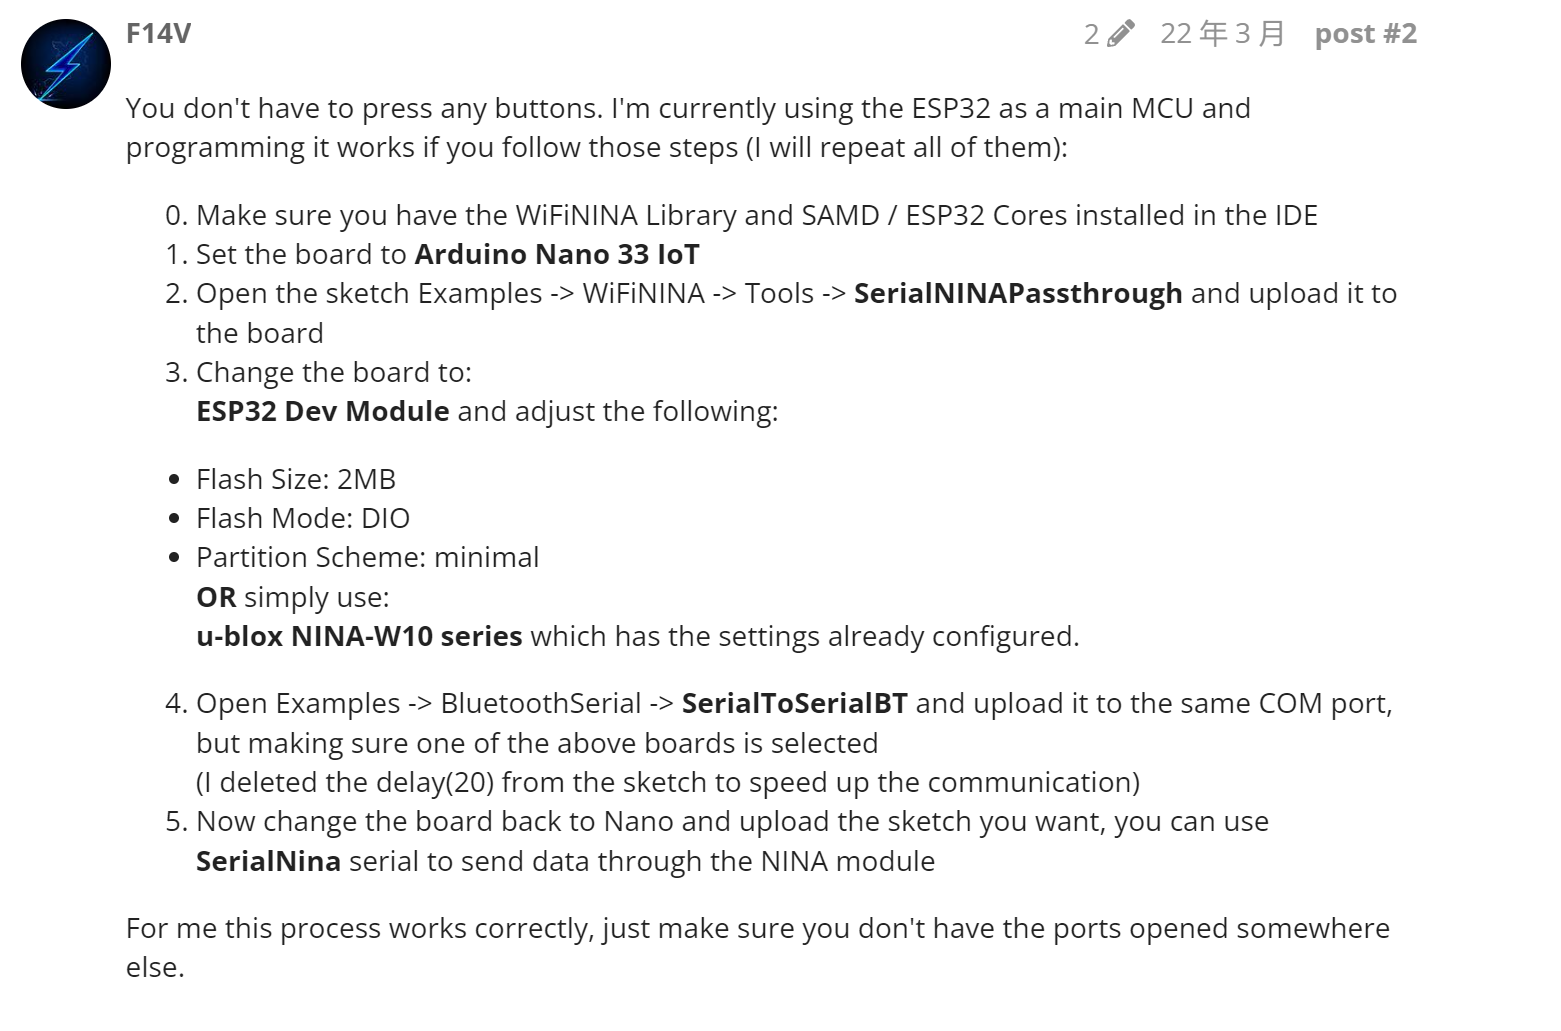 F14V 2 22 年 3 月 post #2
You don't have to press any buttons. I'm currently using the ESP32 as a main MCU and
programming it works if you follow those steps (I will repeat all of them):
0. Make sure you have the WiFiNINA Library and SAMD / ESP32 Cores installed in the IDE
1. Set the board to Arduino Nano 33 IoT
2. Open the sketch Examples -> WiFiNINA -> Tools -> SerialNINAPassthrough and upload it to
the board
3. Change the board to:
ESP32 Dev Module and adjust the following:
• Flash Size: 2MB
• Flash Mode: DIO
• Partition Scheme: minimal
OR simply use:
u-blox NINA-W10 series which has the settings already configured.
4. Open Examples -> BluetoothSerial -> SerialToSerialBT and upload it to the same COM port,
but making sure one of the above boards is selected
(I deleted the delay(20) from the sketch to speed up the communication)
5. Now change the board back to Nano and upload the sketch you want, you can use
SerialNina serial to send data through the NINA module
For me this process works correctly, just make sure you don't have the ports opened somewhere
else.